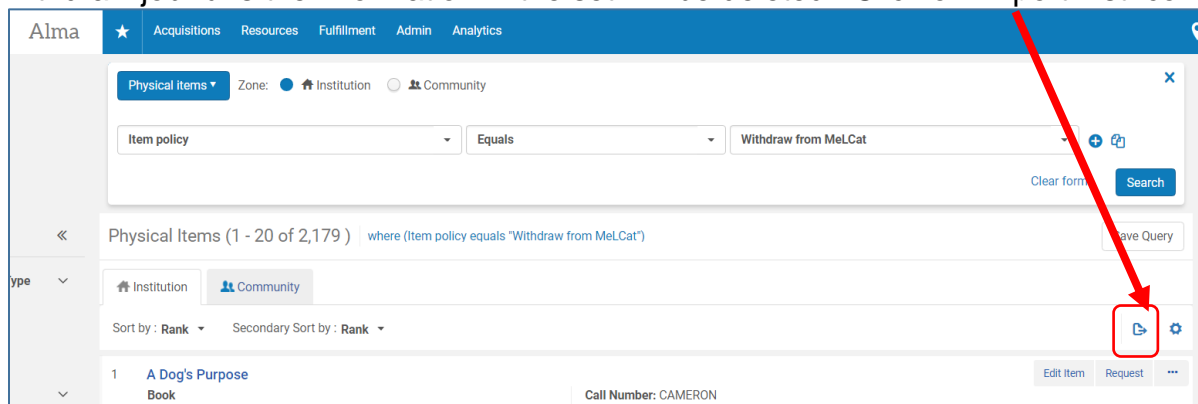 Alma Acquisitions Resources Fulfillment Admin Analytics
Physical items Zone: Institution Community
Item policy Equals Withdraw from MeLCat
Clear form Search
Physical Items (1 - 20 of 2,179 ) where (Item policy equals "Withdraw from MeLCat")
Save Query
Institution Community
Sort by : Rank Secondary Sort by : Rank
1 A Dog's Purpose Edit Item Request
Book Call Number: CAMERON